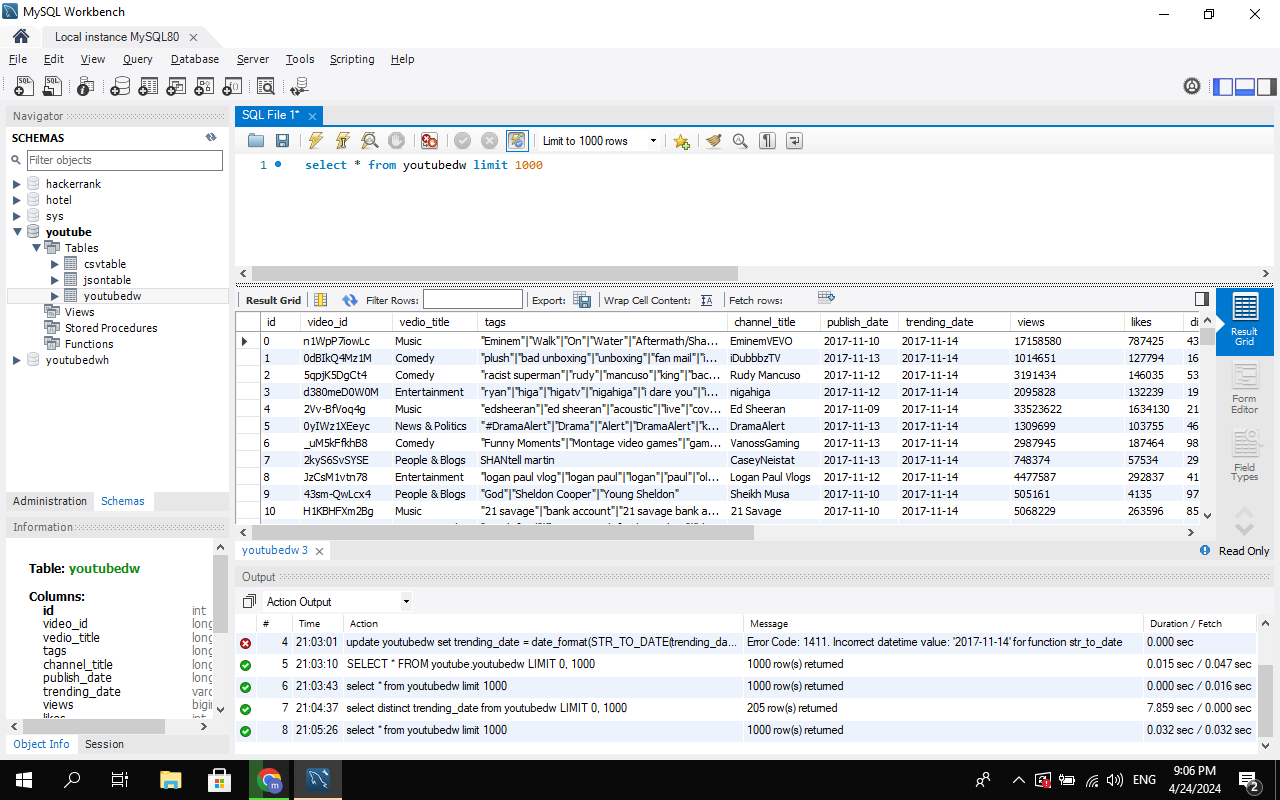 MySQL Workbench
Local instance MySQL80
File Edit View Query Database Server Tools Scripting Help
Navigator
SCHEMAS
Filter objects
hackerrank
hotel
sys
youtube
Tables
csvtable
jsontable
youtubedw
Views
Stored Procedures
Functions
youtubedwh
Administration Schemas
Information
Table: youtubedw
Columns:
id int
video_id long
vedio_title long
tags long
channel_title long
publish_date long
trending_date varc
views bigin
likes int
Object Info Session
SQL File 1*
Limit to 1000 rows
1 select * from youtubedw limit 1000
Result Grid Filter Rows: Export: Wrap Cell Content: Fetch rows:
id video_id vedio_title tags channel_title publish_date trending_date views likes di
0 n1WpP7iowLc Music "Eminem"|"Walk"|"On"|"Water"|"Aftermath/Sha... EminemVEVO 2017-11-10 2017-11-14 17158580 787425 43
1 0dBIkQ4Mz1M Comedy "plush"|"bad unboxing"|"unboxing"|"fan mail"|"i... iDubbbzTV 2017-11-13 2017-11-14 1014651 127794 16
2 5qpjK5DgCt4 Comedy "racist superman"|"rudy"|"mancuso"|"king"|"bac... Rudy Mancuso 2017-11-12 2017-11-14 3191434 146035 53
3 d380meD0W0M Entertainment "ryan"|"higa"|"higatv"|"nigahiga"|"i dare you"|"i... nigahiga 2017-11-12 2017-11-14 2095828 132239 19
4 2Vv-BfVoq4g Music "edsheeran"|"ed sheeran"|"acoustic"|"live"|"cov... Ed Sheeran 2017-11-09 2017-11-14 33523622 1634130 21
5 0yIWz1XEeyc News & Politics "#DramaAlert"|"Drama"|"Alert"|"DramaAlert"|"k... DramaAlert 2017-11-13 2017-11-14 1309699 103755 46
6 _uM5kFfkhB8 Comedy "Funny Moments"|"Montage video games"|"gam... VanossGaming 2017-11-13 2017-11-14 2987945 187464 98
7 2kyS6SvSYSE People & Blogs SHANtell martin CaseyNeistat 2017-11-13 2017-11-14 748374 57534 29
8 JzCsM1vtn78 Entertainment "logan paul vlog"|"logan paul"|"logan"|"paul"|"ol... Logan Paul Vlogs 2017-11-12 2017-11-14 4477587 292837 41
9 43sm-QwLcx4 People & Blogs "God"|"Sheldon Cooper"|"Young Sheldon" Sheikh Musa 2017-11-10 2017-11-14 505161 4135 97
10 H1KBHFXm2Bg Music "21 savage"|"bank account"|"21 savage bank a... 21 Savage 2017-11-10 2017-11-14 5068229 263596 85
Result Grid
Form Editor
Field Types
youtubedw 3
Read Only
Output
Action Output
# Time Action Message Duration / Fetch
4 21:03:01 update youtubedw set trending_date = date_format(STR_TO_DATE(trending_da... Error Code: 1411. Incorrect datetime value: '2017-11-14' for function str_to_date 0.000 sec
5 21:03:10 SELECT * FROM youtube.youtubedw LIMIT 0, 1000 1000 row(s) returned 0.015 sec / 0.047 sec
6 21:03:43 select * from youtubedw limit 1000 1000 row(s) returned 0.000 sec / 0.016 sec
7 21:04:37 select distinct trending_date from youtubedw LIMIT 0, 1000 205 row(s) returned 7.859 sec / 0.000 sec
8 21:05:26 select * from youtubedw limit 1000 1000 row(s) returned 0.032 sec / 0.032 sec
ENG
9:06 PM
4/24/2024
2